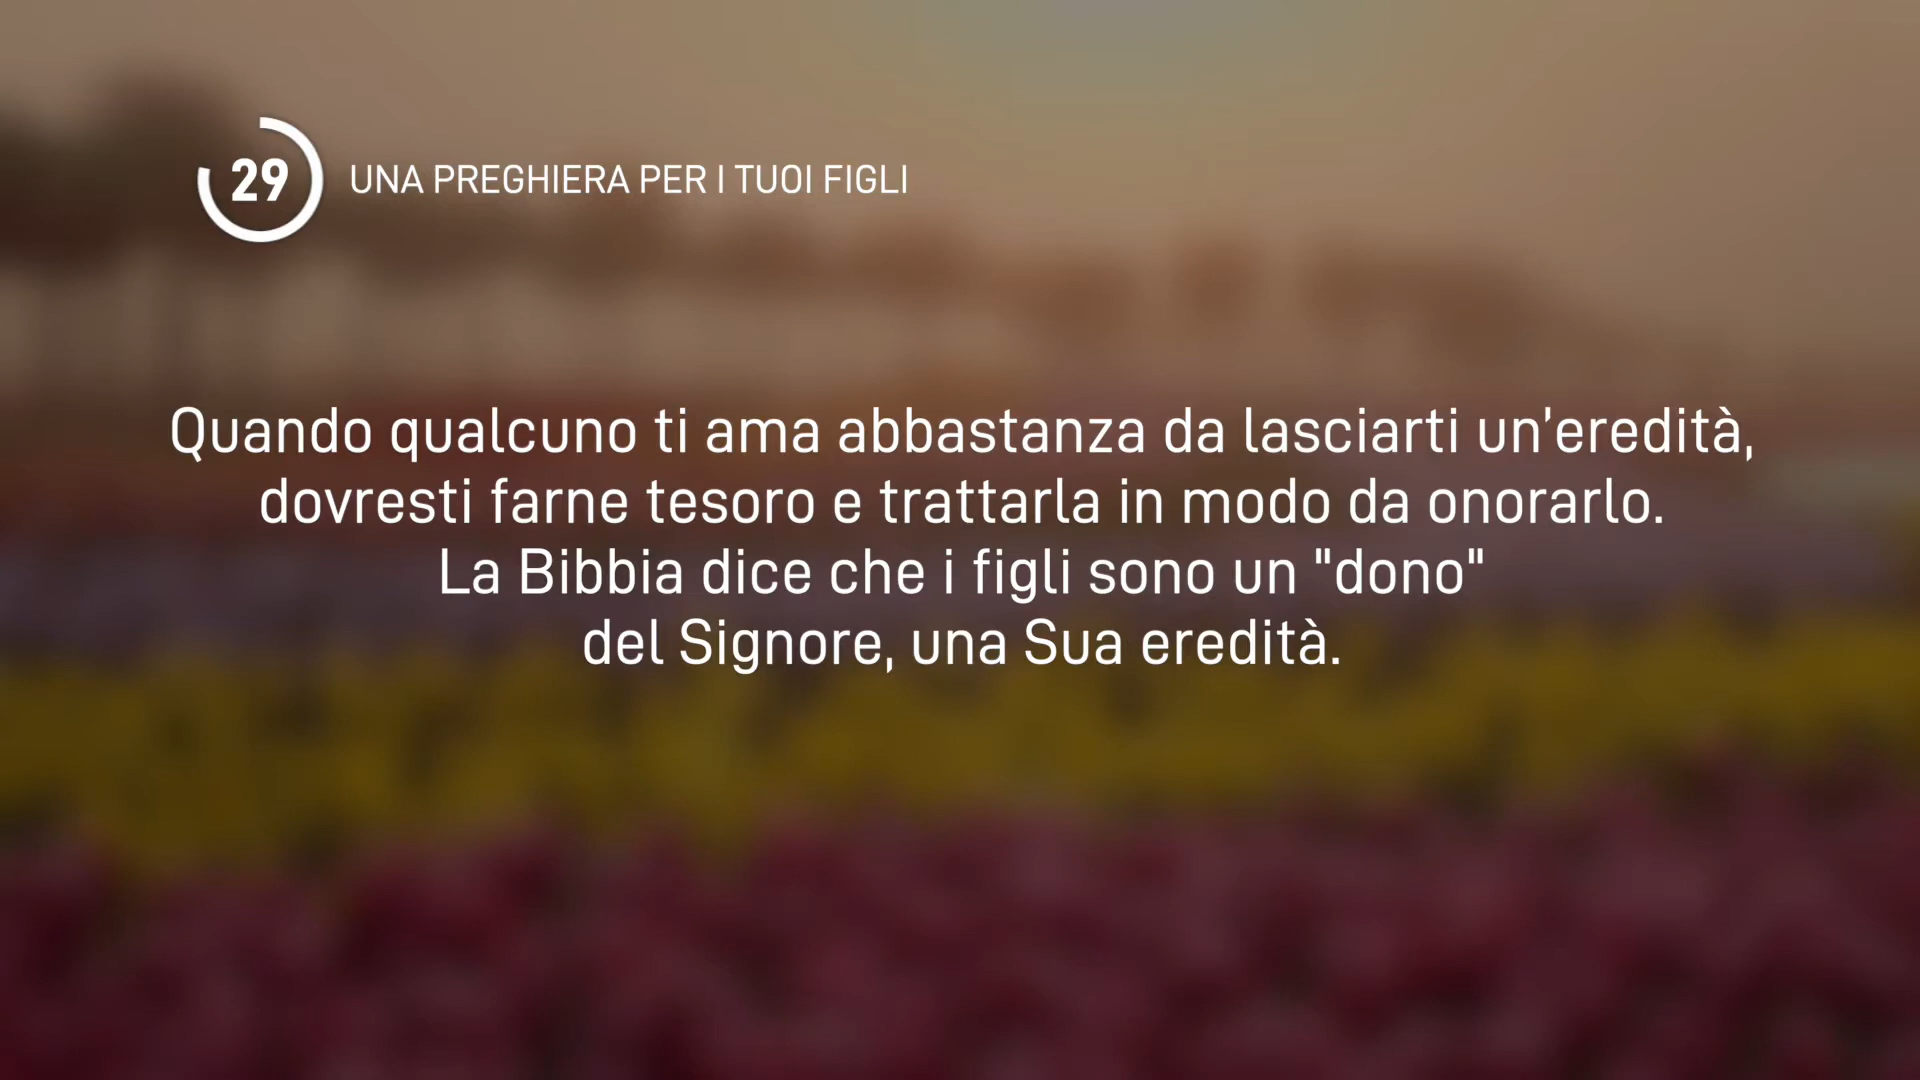 29
UNA PREGHIERA PER I TUOI FIGLI
Quando qualcuno ti ama abbastanza da lasciarti un’eredità,
dovresti farne tesoro e trattarla in modo da onorarlo.
La Bibbia dice che i figli sono un "dono"
del Signore, una Sua eredità.